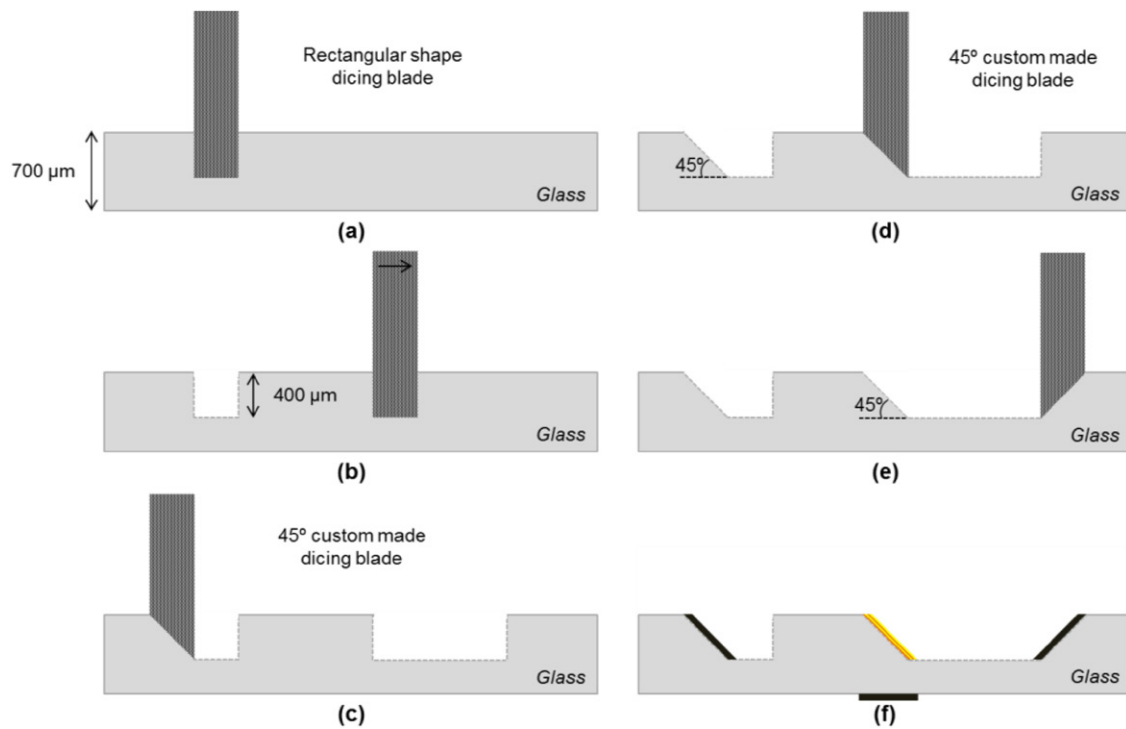 Rectangular shape
dicing blade
700 µm
Glass
(a)
400 µm
Glass
(b)
45º custom made
dicing blade
Glass
(c)
45º custom made
dicing blade
45º
Glass
(d)
45º
Glass
(e)
Glass
(f)